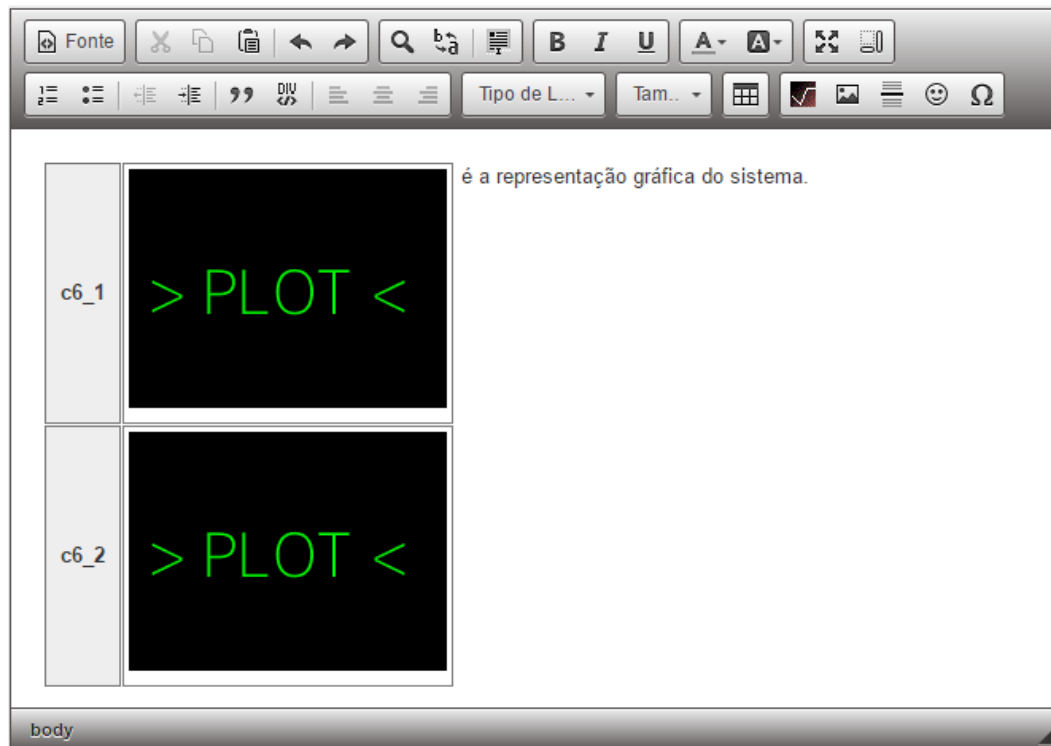 Fonte
B I U A A
Tipo de L... Tam.. Ω
é a representação gráfica do sistema.
c6_1 > PLOT <
c6_2 > PLOT <
body